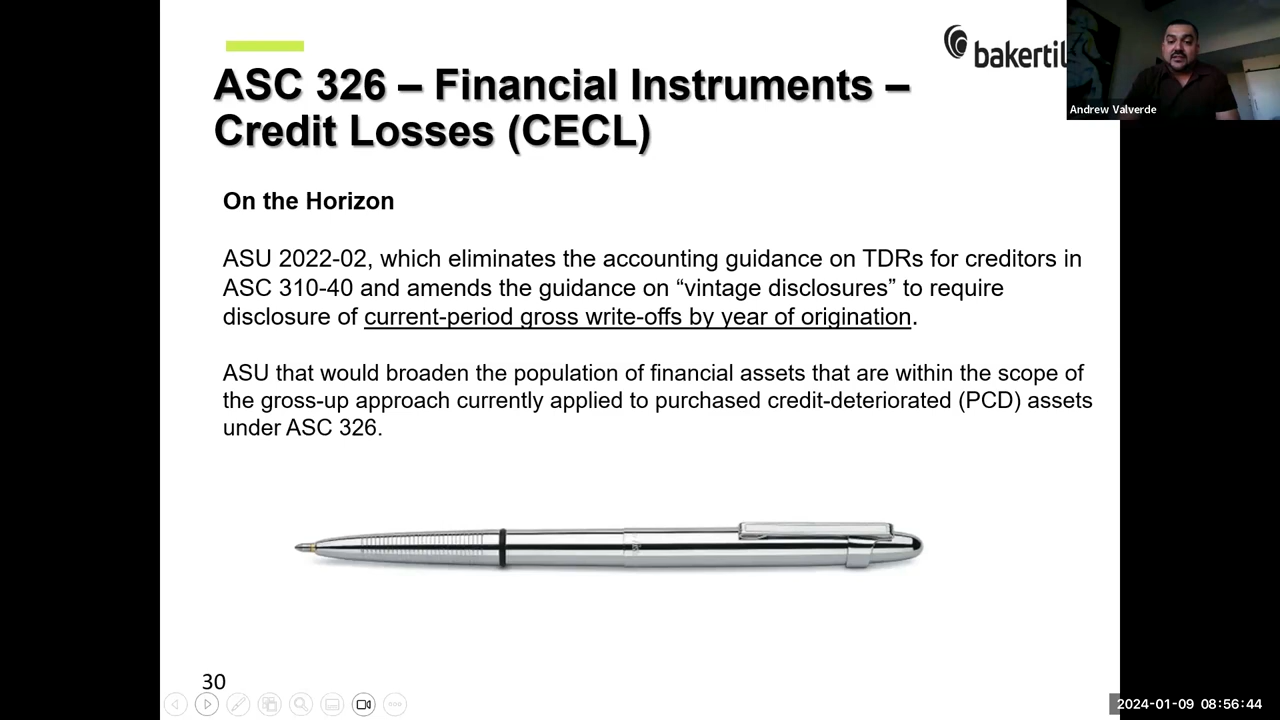 bakertil
ASC 326 – Financial Instruments –
Credit Losses (CECL)
Andrew Valverde
On the Horizon
ASU 2022-02, which eliminates the accounting guidance on TDRs for creditors in
ASC 310-40 and amends the guidance on “vintage disclosures” to require
disclosure of current-period gross write-offs by year of origination.
ASU that would broaden the population of financial assets that are within the scope of
the gross-up approach currently applied to purchased credit-deteriorated (PCD) assets
under ASC 326.
30
2024-01-09 08:56:44